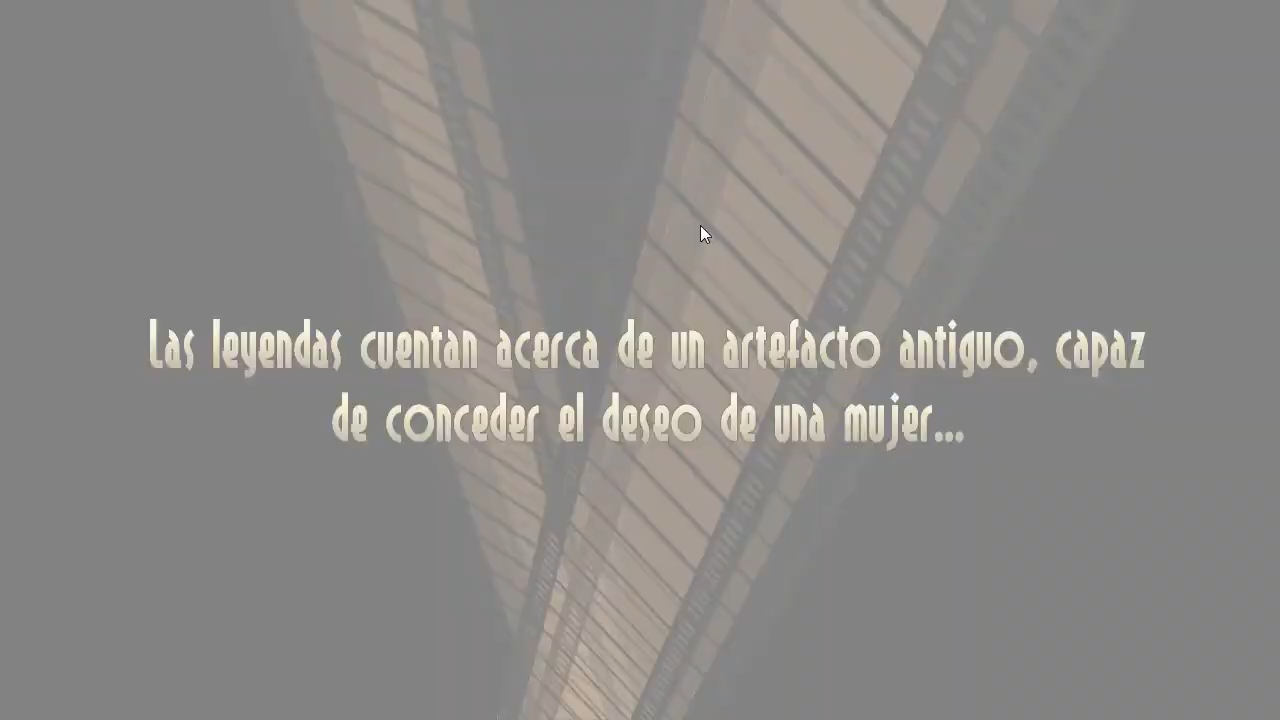 Las leyendas cuentan acerca de un artefacto antiguo, capaz
de conceder el deseo de una mujer...